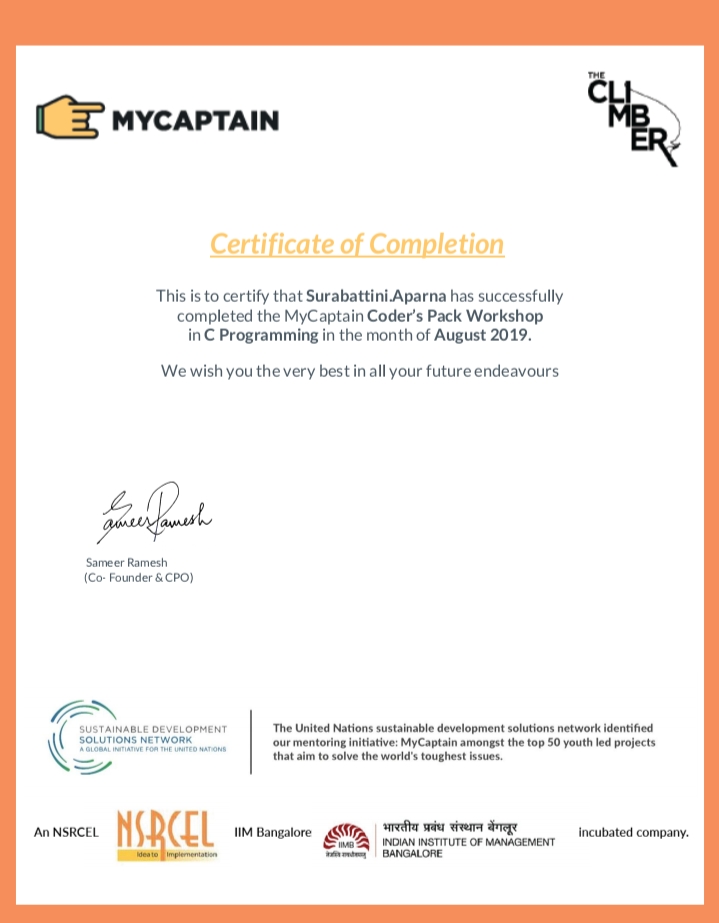 MYCAPTAIN
THE
CLI
MB
ER
Certificate of Completion
This is to certify that Surabattini.Aparna has successfully
completed the MyCaptain Coder's Pack Workshop
in C Programming in the month of August 2019.
We wish you the very best in all your future endeavours
Sameer Ramesh
Sameer Ramesh
(Co- Founder & CPO)
SUSTAINABLE DEVELOPMENT
SOLUTIONS NETWORK
A GLOBAL INITIATIVE FOR THE UNITED NATIONS
The United Nations sustainable development solutions network identified
our mentoring initiative: MyCaptain amongst the top 50 youth led projects
that aim to solve the world's toughest issues.
An NSRCEL
NSRCEL
Idea to Implementation
IIM Bangalore
IIMB
भारतीय प्रबंध संस्थान बेंगलूर
INDIAN INSTITUTE OF MANAGEMENT
BANGALORE
incubated company.